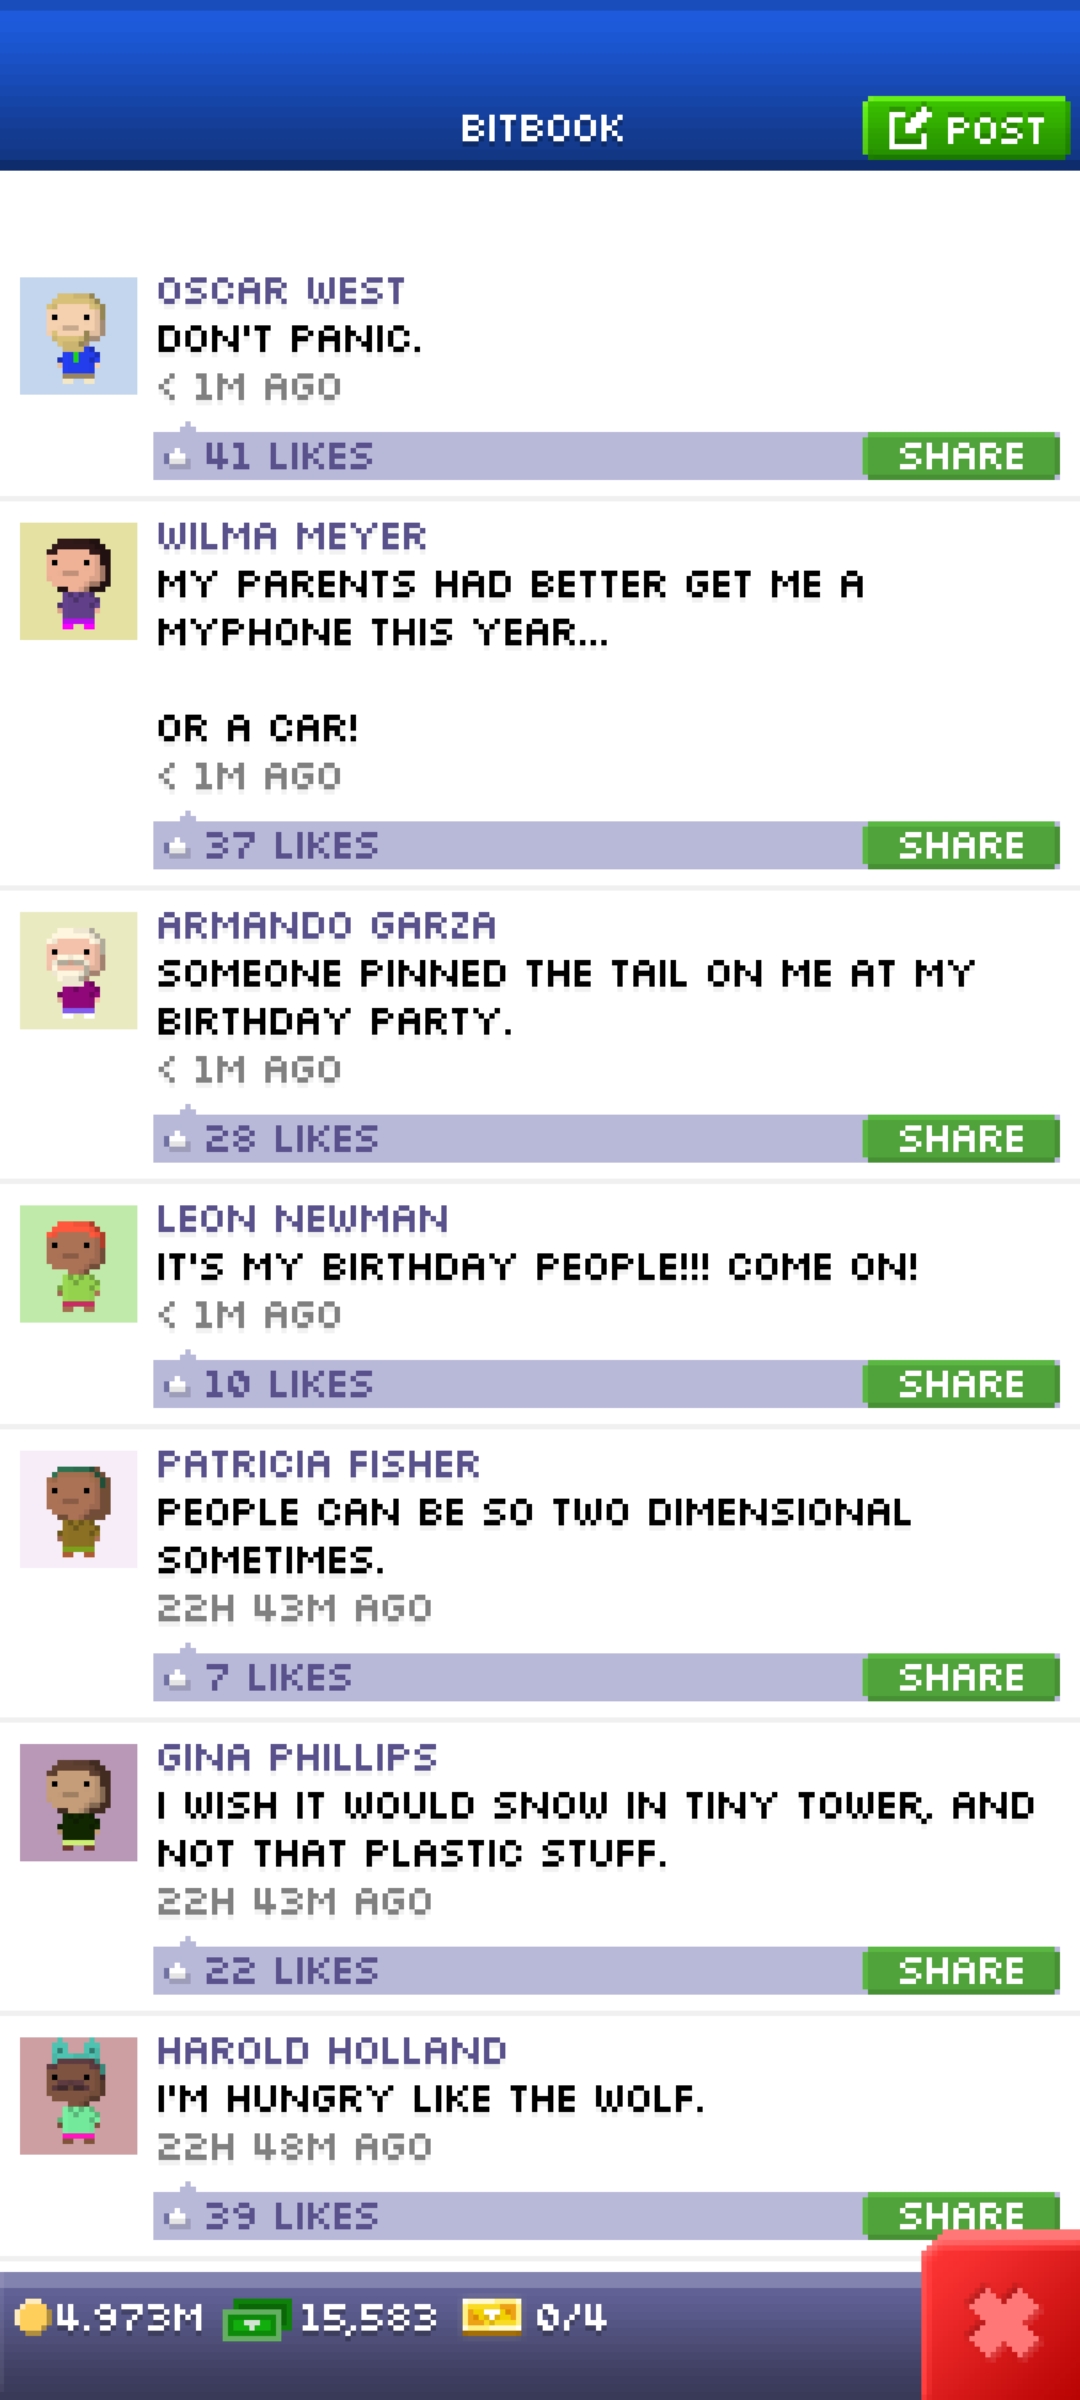 BITBOOK
POST
OSCAR WEST
DON'T PANIC.
< 1M AGO
41 LIKES
SHARE
WILMA MEYER
MY PARENTS HAD BETTER GET ME A
MYPHONE THIS YEAR...
OR A CAR!
< 1M AGO
37 LIKES
SHARE
ARMANDO GARZA
SOMEONE PINNED THE TAIL ON ME AT MY
BIRTHDAY PARTY.
< 1M AGO
28 LIKES
SHARE
LEON NEWMAN
IT'S MY BIRTHDAY PEOPLE!!! COME ON!
< 1M AGO
10 LIKES
SHARE
PATRICIA FISHER
PEOPLE CAN BE SO TWO DIMENSIONAL
SOMETIMES.
22H 43M AGO
7 LIKES
SHARE
GINA PHILLIPS
I WISH IT WOULD SNOW IN TINY TOWER, AND
NOT THAT PLASTIC STUFF.
22H 43M AGO
22 LIKES
SHARE
HAROLD HOLLAND
I'M HUNGRY LIKE THE WOLF.
22H 48M AGO
39 LIKES
SHARE
4.973M 15,583 0/4